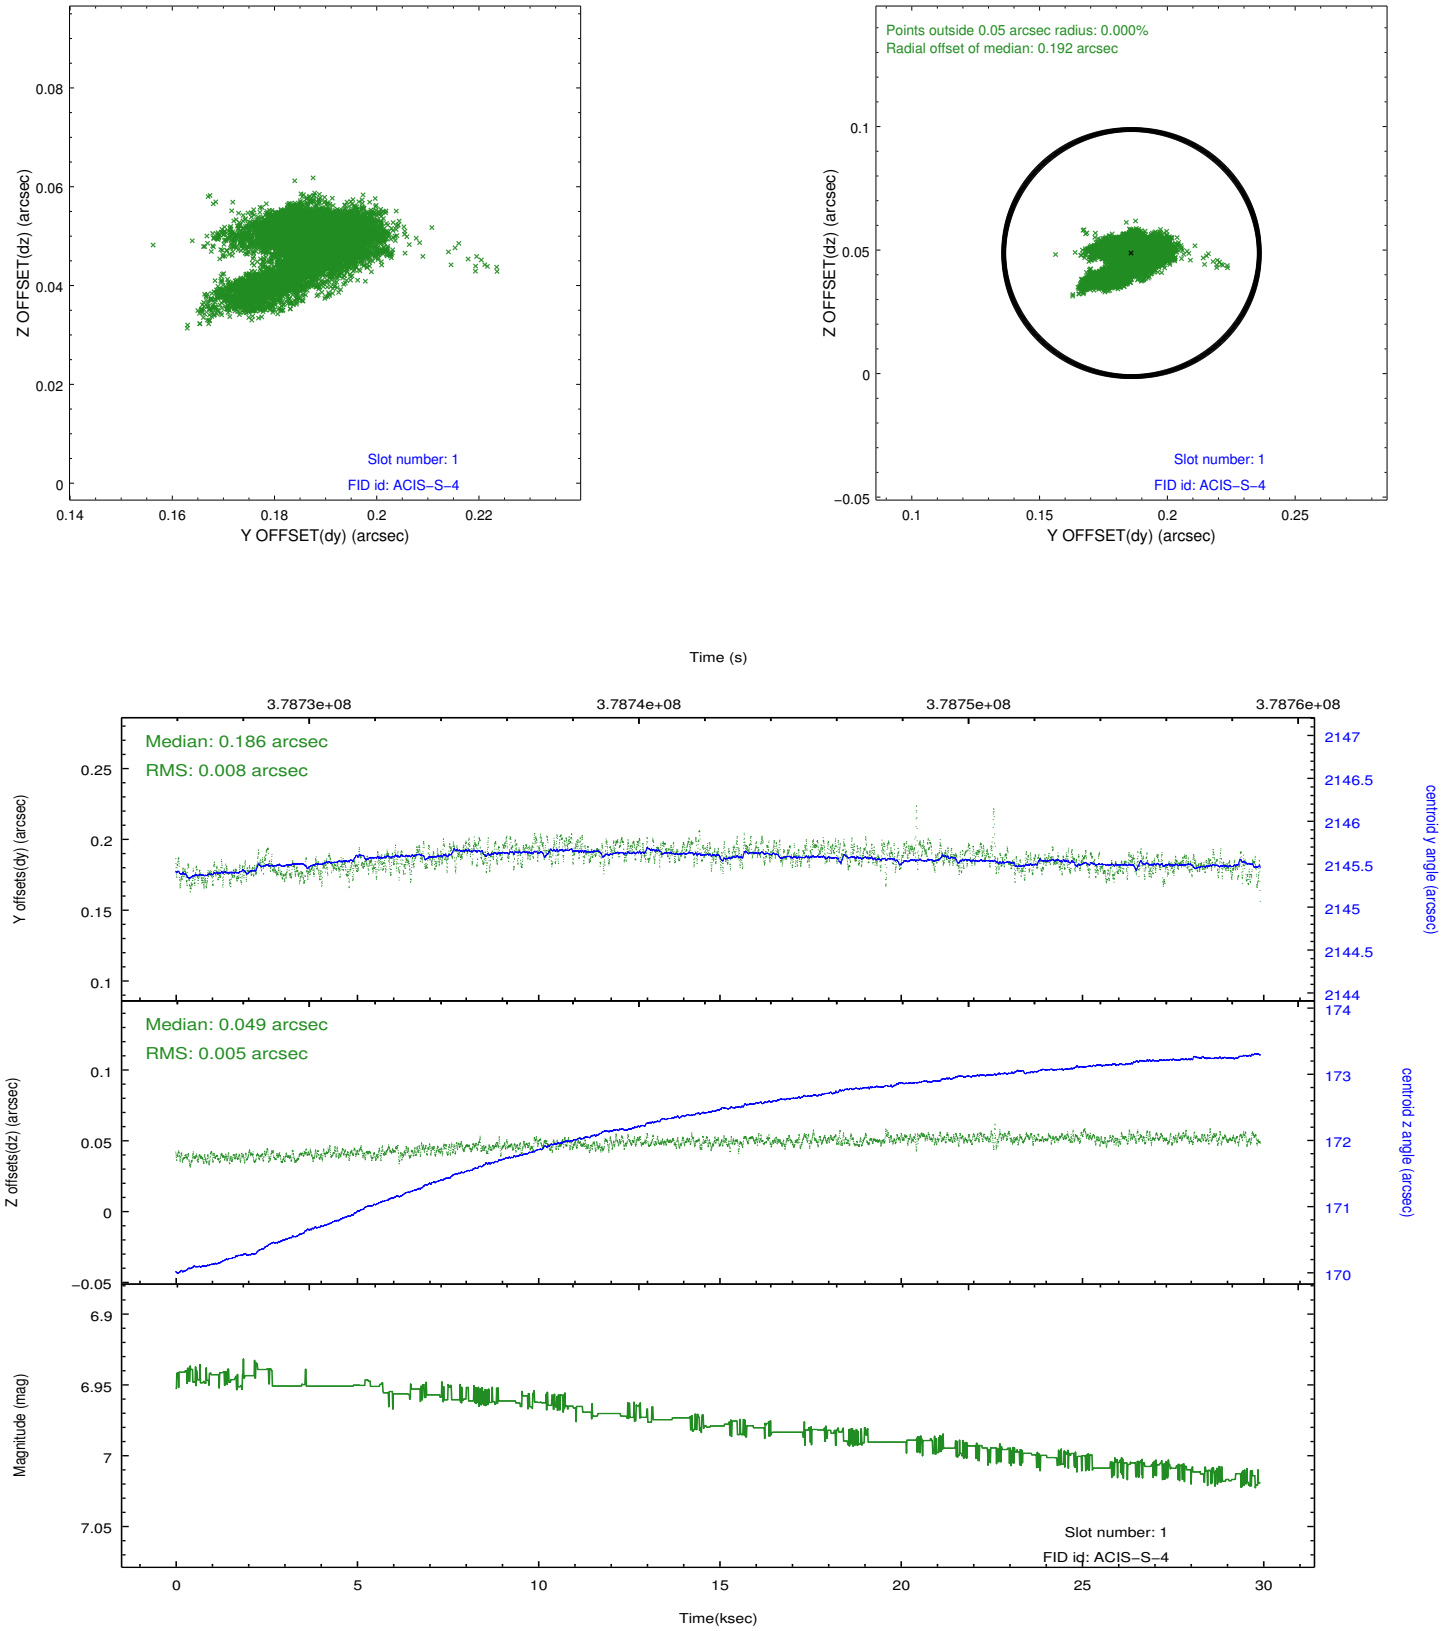 0.08
0.06
0.04
0.02
0
Z OFFSET(dz) (arcsec)
Slot number: 1
FID id: ACIS−S−4
0.14 0.16 0.18 0.2 0.22
Y OFFSET(dy) (arcsec)
Points outside 0.05 arcsec radius: 0.000%
Radial offset of median: 0.192 arcsec
0.1
0.05
0
−0.05
Z OFFSET(dz) (arcsec)
Slot number: 1
FID id: ACIS−S−4
0.1 0.15 0.2 0.25
Y OFFSET(dy) (arcsec)
Time (s)
3.7873e+08 3.7874e+08 3.7875e+08 3.7876e+08
Median: 0.186 arcsec
RMS: 0.008 arcsec
0.25
0.2
0.15
0.1
Y offsets(dy) (arcsec)
2147
2146.5
2146
2145.5
2145
2144.5
2144
centroid y angle (arcsec)
Median: 0.049 arcsec
RMS: 0.005 arcsec
0.1
0.05
0
−0.05
Z offsets(dz) (arcsec)
174
173
172
171
170
centroid z angle (arcsec)
6.9
6.95
7
7.05
Magnitude (mag)
Slot number: 1
FID id: ACIS−S−4
0 5 10 15 20 25 30
Time(ksec)